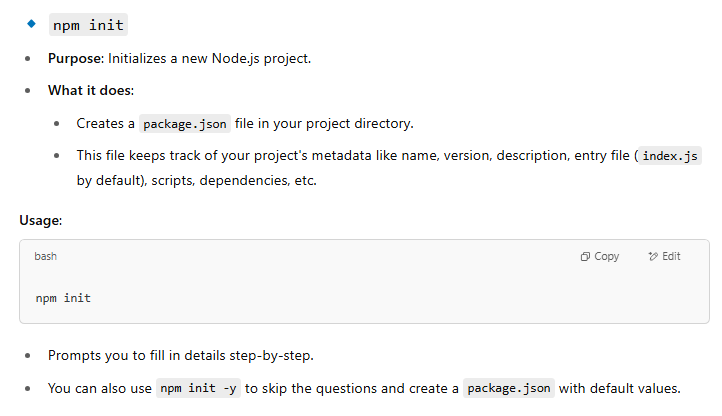 npm init
Purpose: Initializes a new Node.js project.
What it does:
Creates a package.json file in your project directory.
This file keeps track of your project's metadata like name, version, description, entry file ( index.js
by default), scripts, dependencies, etc.
Usage:
bash Copy Edit
npm init
Prompts you to fill in details step-by-step.
You can also use npm init -y to skip the questions and create a package.json with default values.